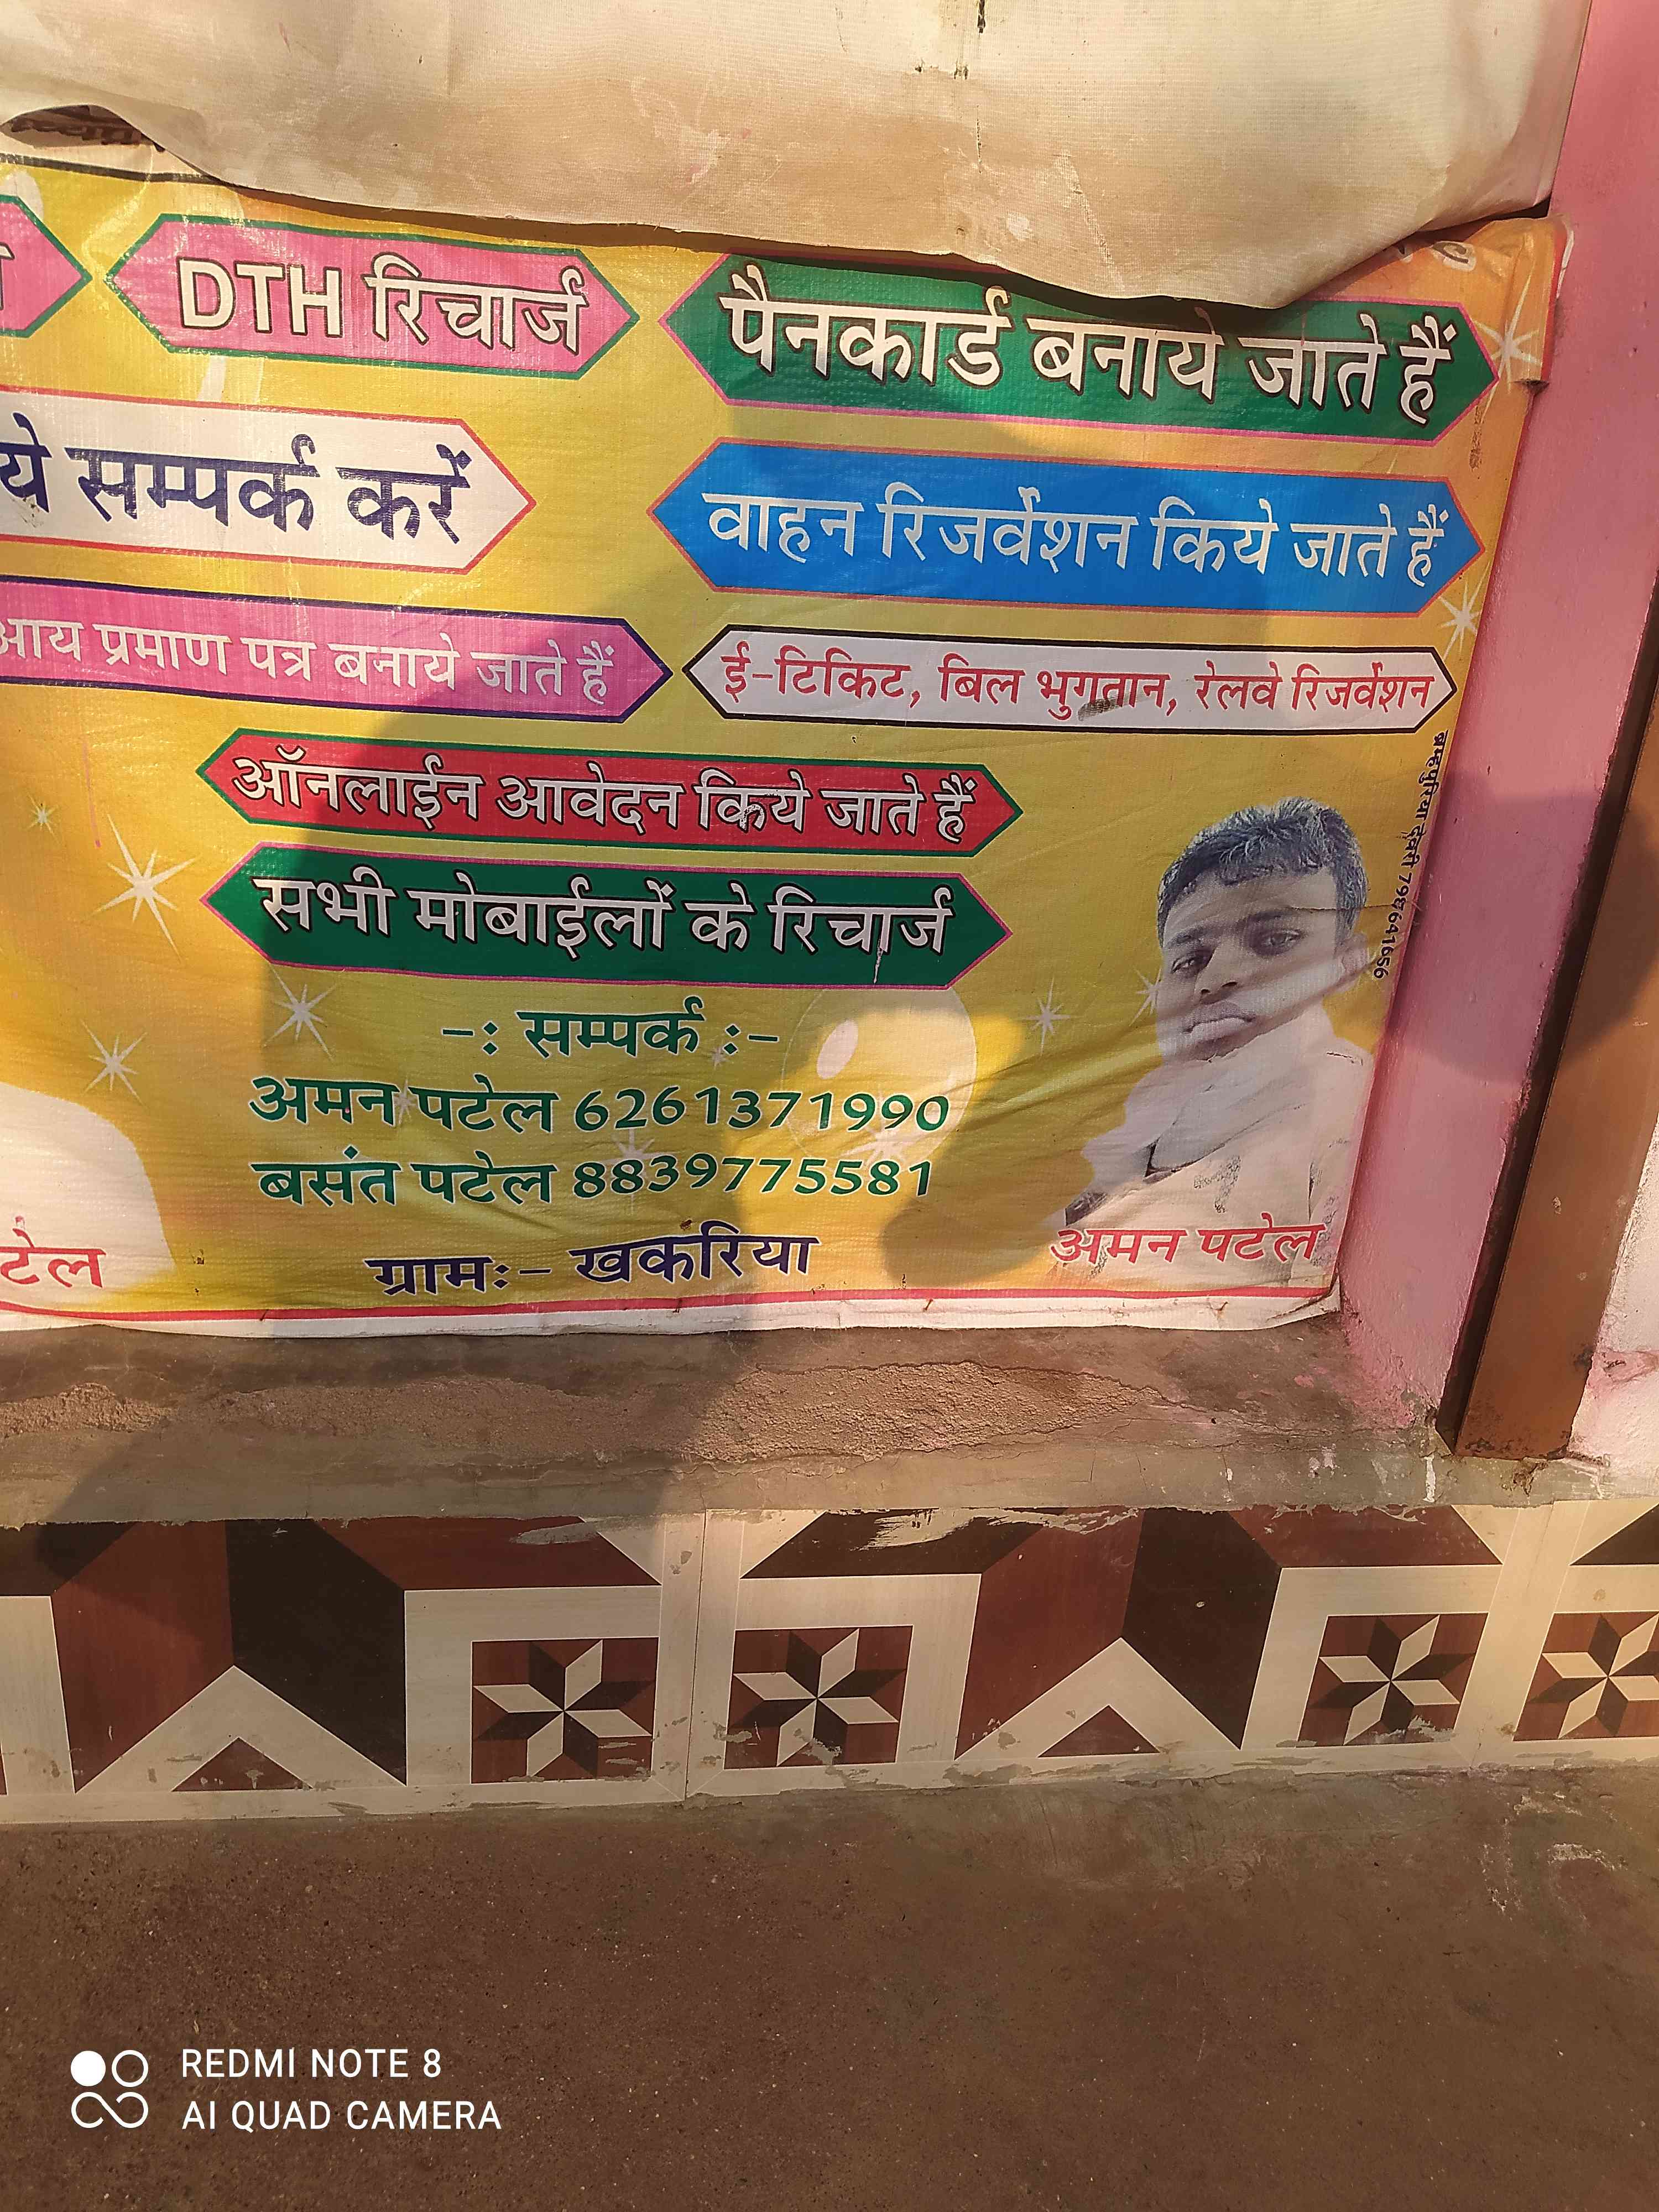 DTH रिचार्ज
पैनकार्ड बनाये जाते हैं
ये सम्पर्क करें
वाहन रिजर्वेशन किये जाते हैं
आय प्रमाण पत्र बनाये जाते हैं
ई-टिकिट, बिल भुगतान, रेलवे रिजर्वेशन
ऑनलाईन आवेदन किये जाते हैं
सभी मोबाईलों के रिचार्ज
-: सम्पर्क :-
अमन पटेल 6261371990
बसंत पटेल 8839775581
ग्रामः- खकरिया
टेल
अमन पटेल
REDMI NOTE 8
AI QUAD CAMERA